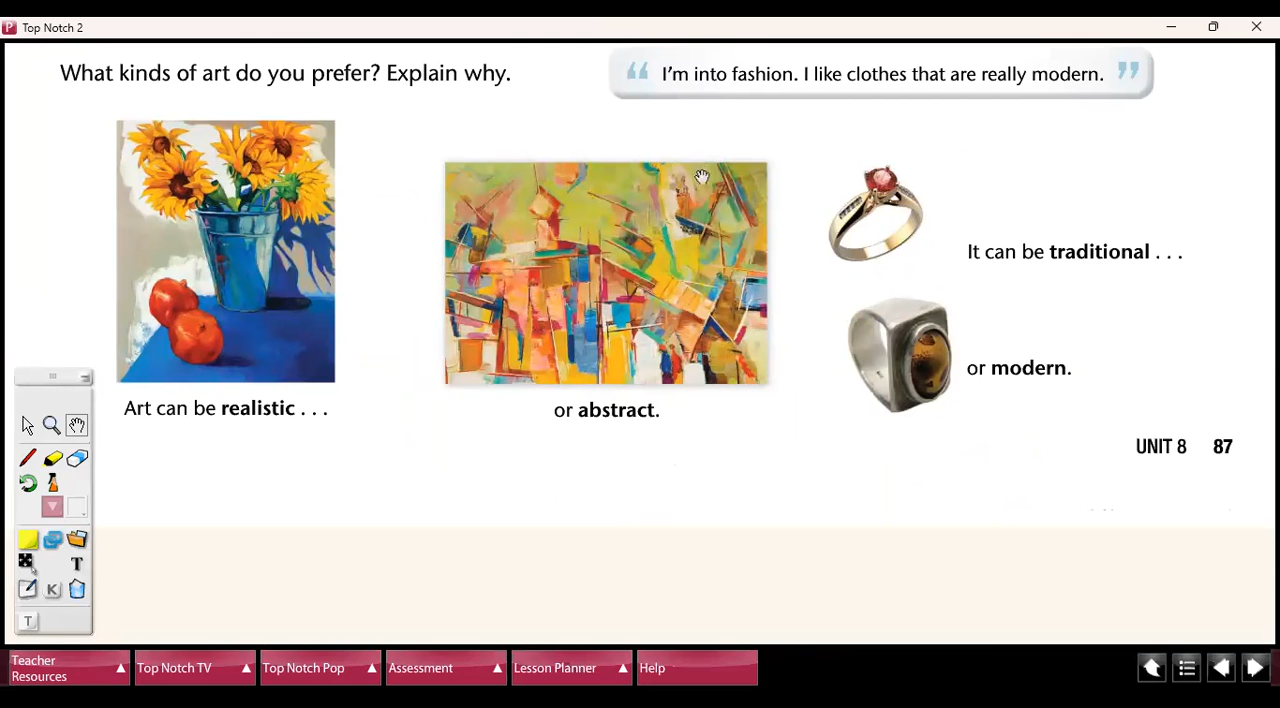 Top Notch 2
What kinds of art do you prefer? Explain why.
“ I’m into fashion. I like clothes that are really modern. ”
It can be traditional . . .
or modern.
Art can be realistic . . .
or abstract.
UNIT 8 87
T
K
T
Teacher
Resources
Top Notch TV
Top Notch Pop
Assessment
Lesson Planner
Help